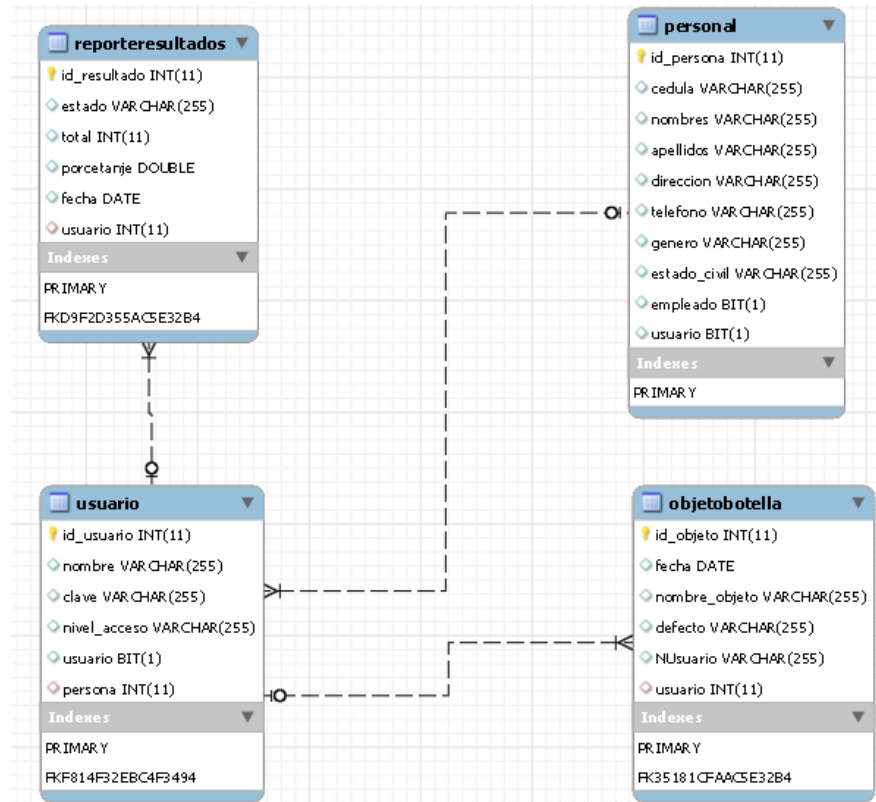 reporteresultados
id_resultado INT(11)
estado VARCHAR(255)
total INT(11)
porcetanje DOUBLE
fecha DATE
usuario INT(11)
Indexes
PRIMARY
FKD9F2D355AC5E32B4
personal
id_persona INT(11)
cedula VARCHAR(255)
nombres VARCHAR(255)
apellidos VARCHAR(255)
direccion VARCHAR(255)
telefono VARCHAR(255)
genero VARCHAR(255)
estado_civil VARCHAR(255)
empleado BIT(1)
usuario BIT(1)
Indexes
PRIMARY
usuario
id_usuario INT(11)
nombre VARCHAR(255)
clave VARCHAR(255)
nivel_acceso VARCHAR(255)
usuario BIT(1)
persona INT(11)
Indexes
PRIMARY
FKF814F32EBC4F3494
objetobotella
id_objeto INT(11)
fecha DATE
nombre_objeto VARCHAR(255)
defecto VARCHAR(255)
NUsuario VARCHAR(255)
usuario INT(11)
Indexes
PRIMARY
FK35181CFAAC5E32B4